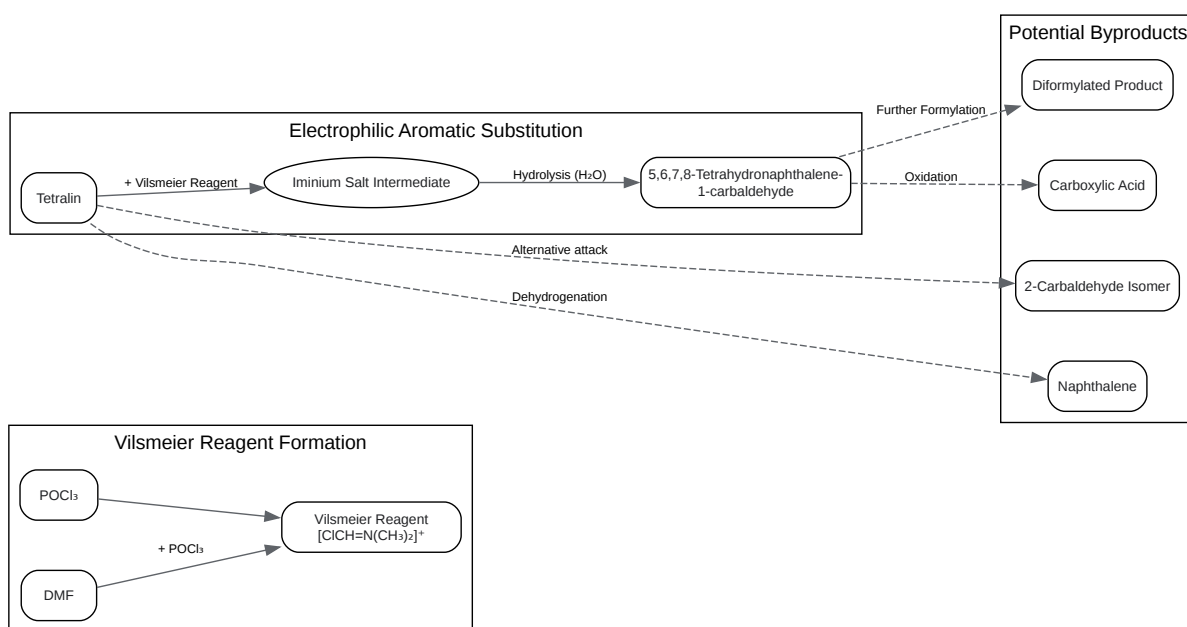 Potential Byproducts
Diformylated Product
Further Formylation
Electrophilic Aromatic Substitution
Tetralin
+ Vilsmeier Reagent
Iminium Salt Intermediate
Hydrolysis (H₂O)
5,6,7,8-Tetrahydronaphthalene-
1-carbaldehyde
Oxidation
Carboxylic Acid
Alternative attack
2-Carbaldehyde Isomer
Dehydrogenation
Naphthalene
Vilsmeier Reagent Formation
POCl₃
Vilsmeier Reagent
[ClCH=N(CH₃)₂]⁺
+ POCl₃
DMF